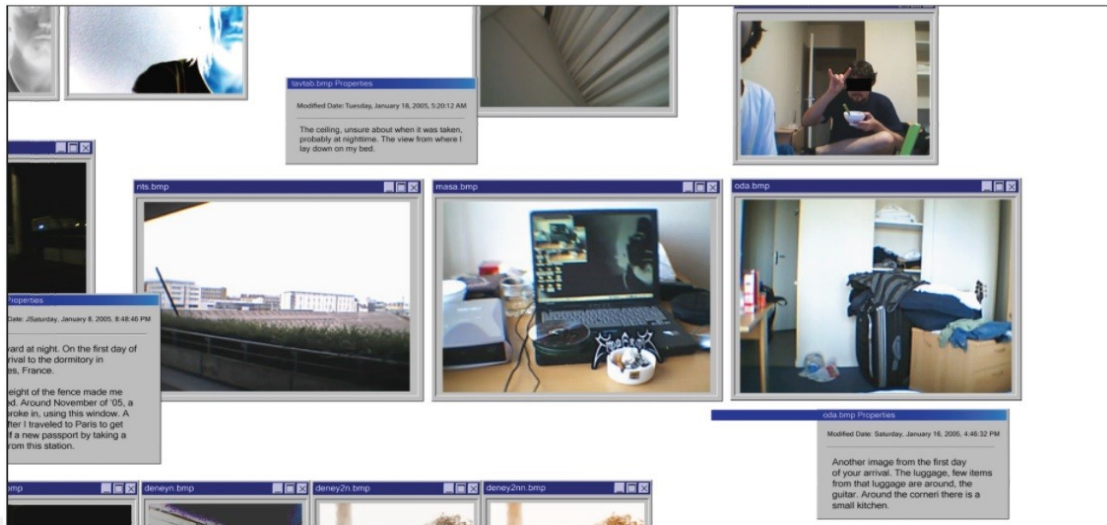 tavtab.bmp Properties
Modified Date: Tuesday, January 18, 2005, 5:20:12 AM
The ceiling, unsure about when it was taken,
probably at nighttime. The view from where I
lay down on my bed.
nts.bmp
masa.bmp
oda.bmp
Properties
Date: JSaturday, January 8, 2005, 8:48:46 PM
yard at night. On the first day of
rival to the dormitory in
es, France.
eight of the fence made me
ed. Around November of '05, a
broke in, using this window. A
fter I traveled to Paris to get
f a new passport by taking a
from this station.
oda.bmp Properties
Modified Date: Saturday, January 16, 2005, 4:46:32 PM
Another image from the first day
of your arrival. The luggage, few items
from that luggage are around, the
guitar. Around the corneri there is a
small kitchen.
mp
deneyn.bmp
deney2n.bmp
deney2nn.bmp